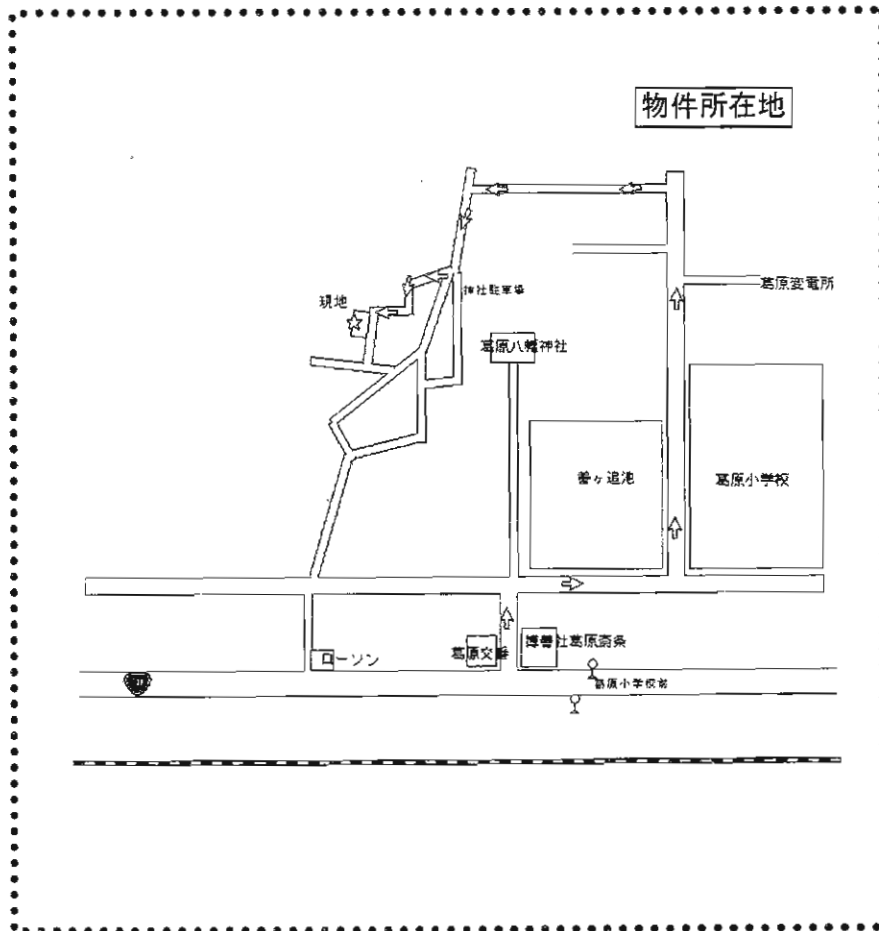 物件所在地
葛原変電所
神社駐車場
現地
葛原八幡神社
葛原小学校
ローソン
葛原交番
葛原小学校前